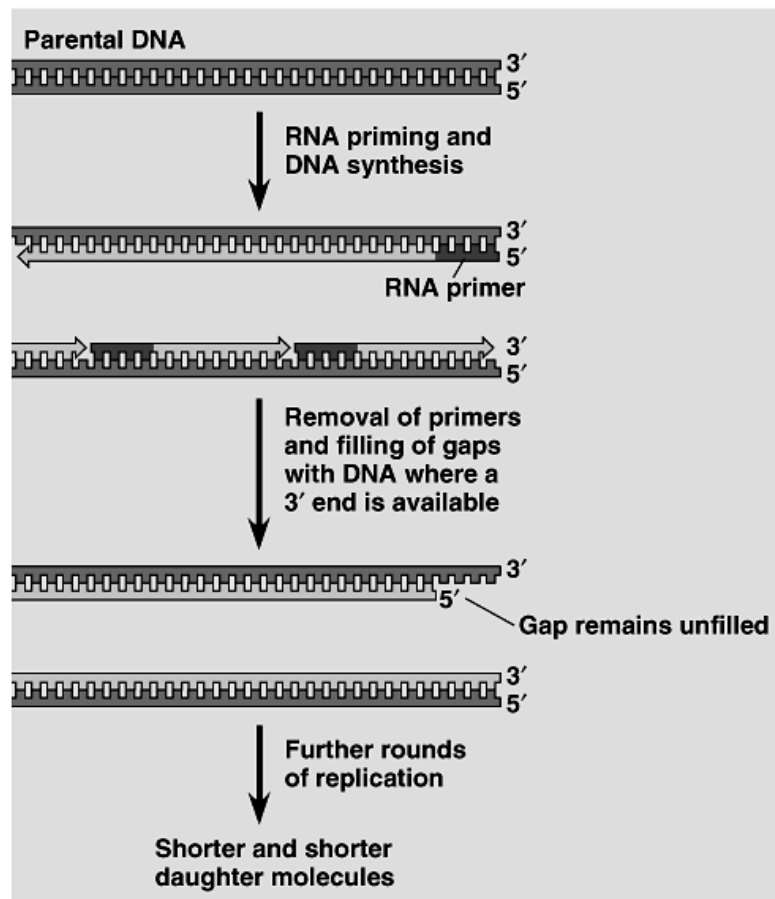 Parental DNA
3′
5′
RNA priming and
DNA synthesis
3′
5′
RNA primer
3′
5′
Removal of primers
and filling of gaps
with DNA where a
3′ end is available
3′
5′
Gap remains unfilled
3′
5′
Further rounds
of replication
Shorter and shorter
daughter molecules